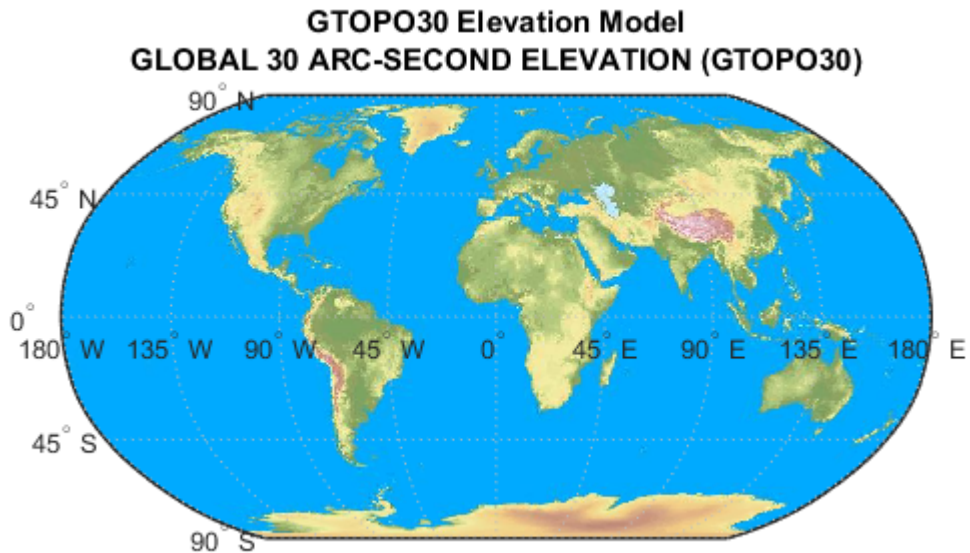 GTOPO30 Elevation Model
GLOBAL 30 ARC-SECOND ELEVATION (GTOPO30)
90° N
45° N
0°
180° W 135° W 90° W 45° W 0° 45° E 90° E 135° E 180° E
45° S
90° S